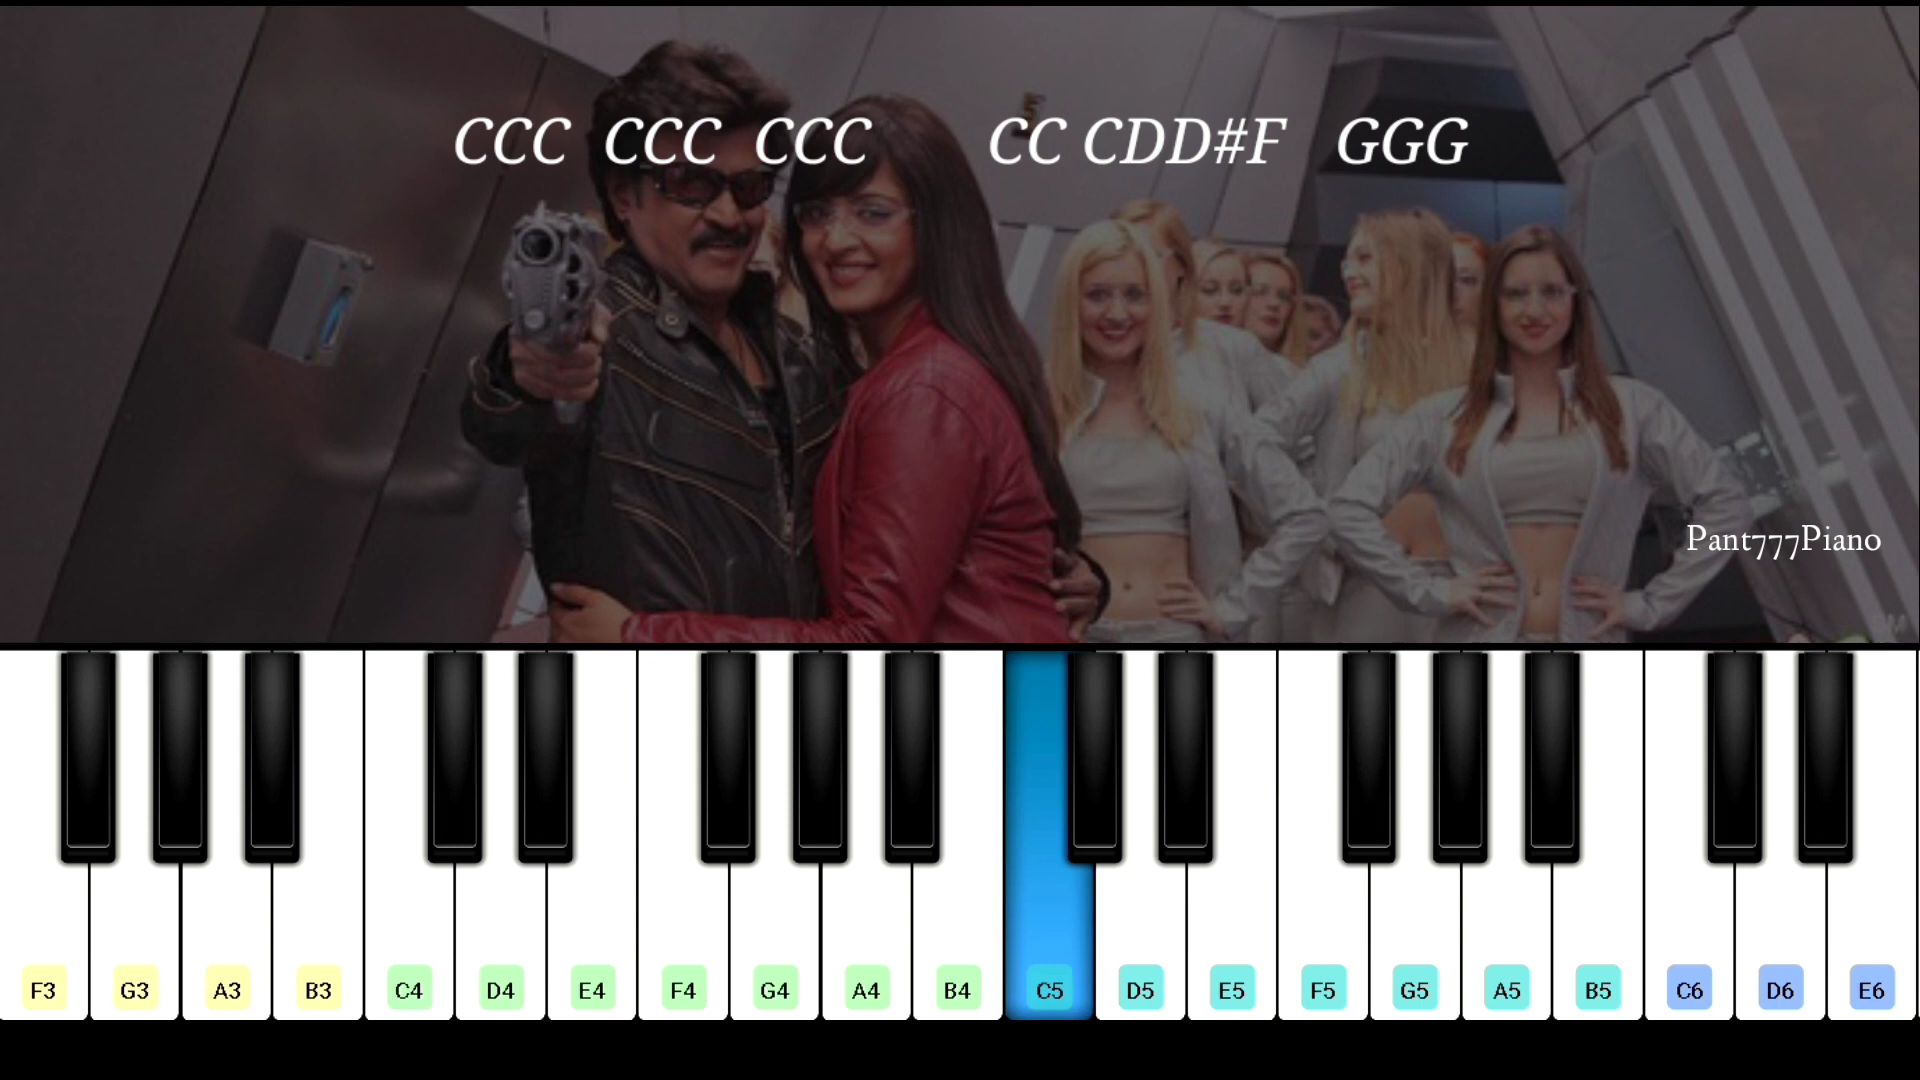 CCC CCC CCC CC CDD#F GGG
Pant777Piano
F3 G3 A3 B3 C4 D4 E4 F4 G4 A4 B4 C5 D5 E5 F5 G5 A5 B5 C6 D6 E6